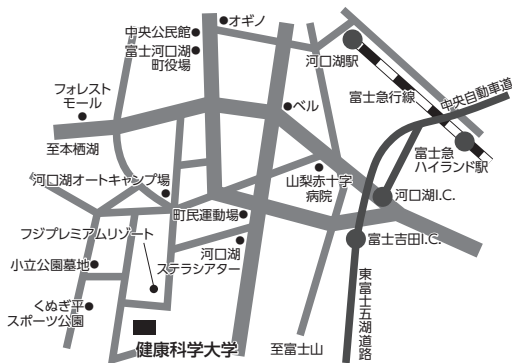 オギノ
中央公民館
富士河口湖
町役場
河口湖駅
フォレスト
モール
ベル
富士急行線
中央自動車道
至本栖湖
富士急
ハイランド駅
河口湖オートキャンプ場
山梨赤十字
病院
河口湖I.C.
町民運動場
フジプレミアムリゾート
河口湖
ステラシアター
富士吉田I.C.
小立公園墓地
くぬぎ平
スポーツ公園
東富士五湖道路
健康科学大学
至富士山